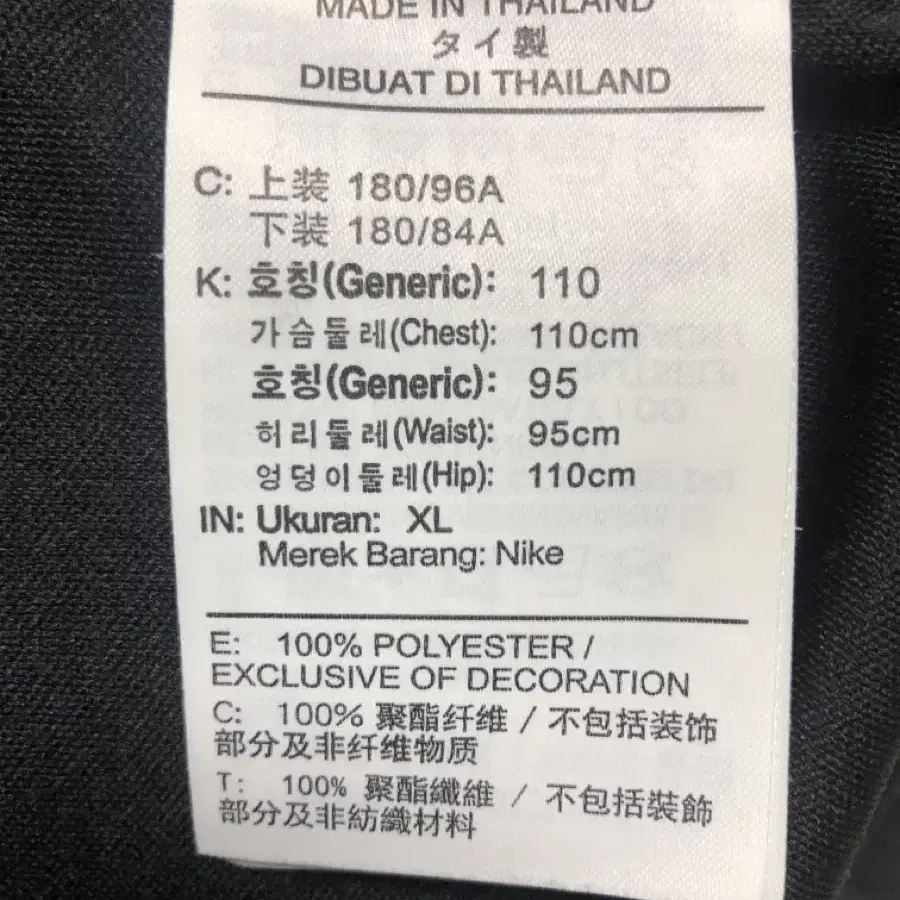 MADE IN THAILAND
タイ製
DIBUAT DI THAILAND
C: 上装 180/96A
下装 180/84A
K: 호칭(Generic): 110
가슴둘레(Chest): 110cm
호칭(Generic): 95
허리둘레(Waist): 95cm
엉덩이둘레(Hip): 110cm
IN: Ukuran: XL
Merek Barang: Nike
E: 100% POLYESTER /
EXCLUSIVE OF DECORATION
C: 100% 聚酯纤维 / 不包括装饰
部分及非纤维物质
T: 100% 聚酯纖維 / 不包括裝飾
部分及非紡織材料